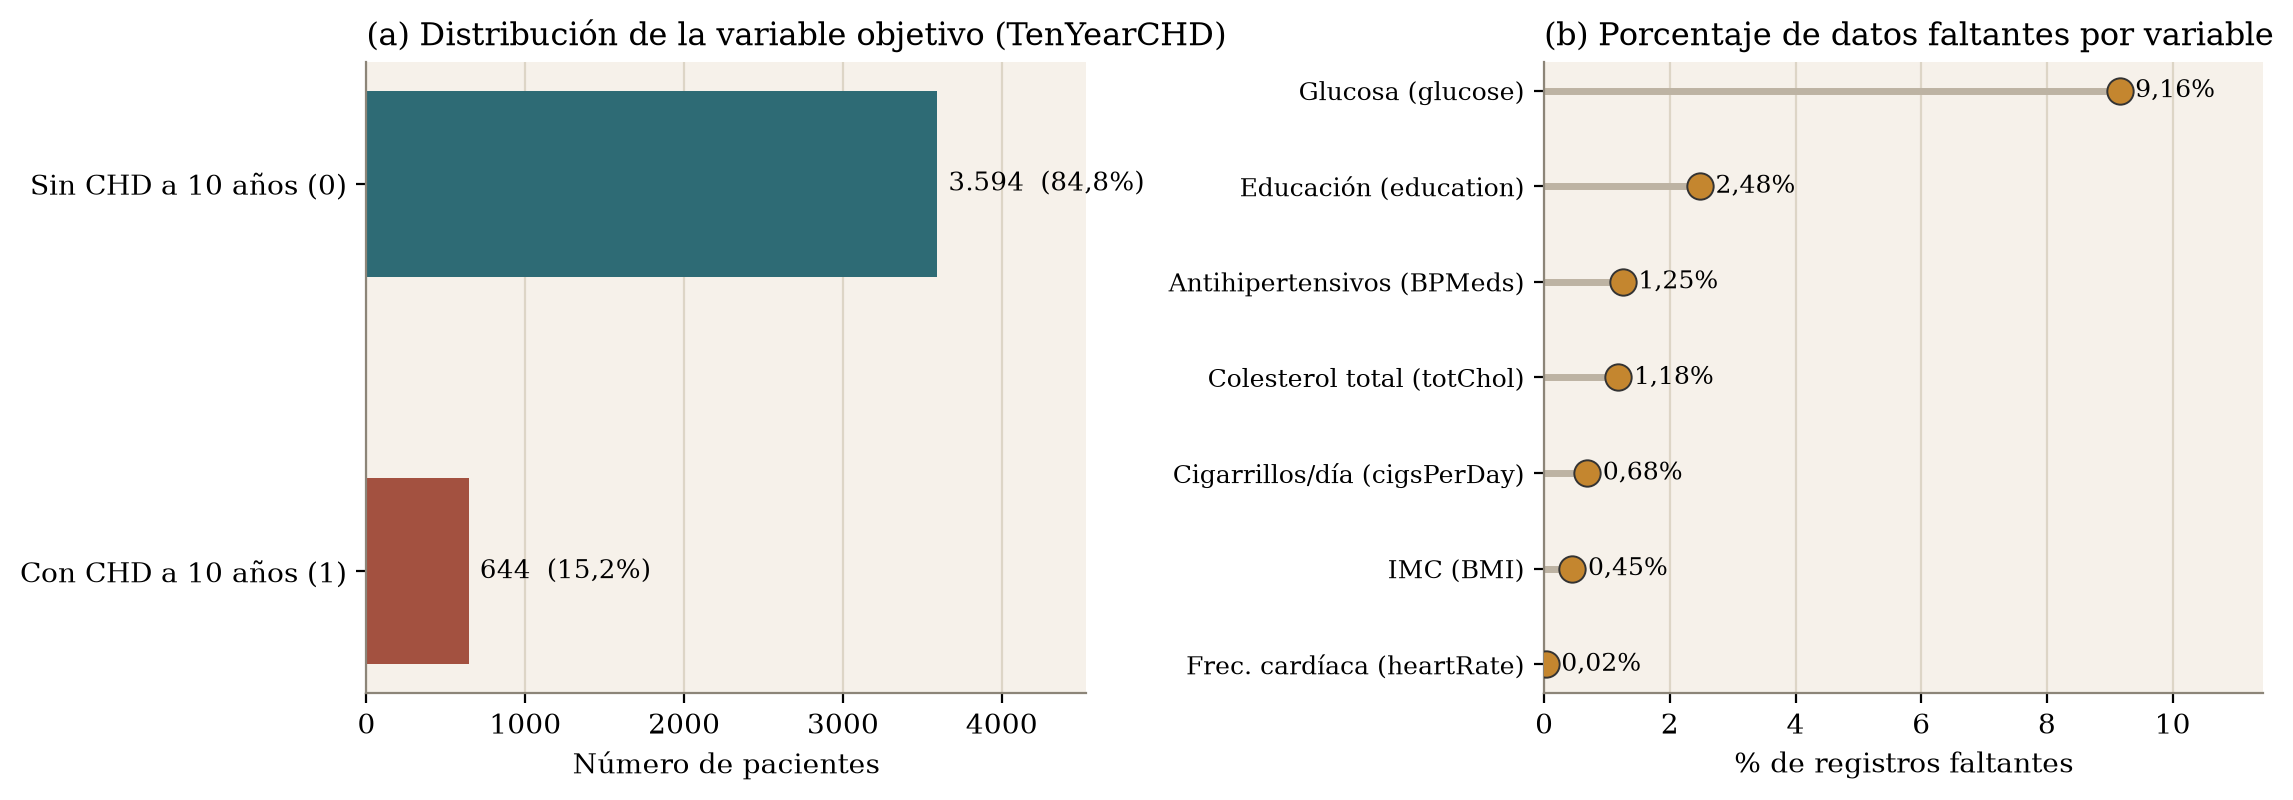 (a) Distribución de la variable objetivo (TenYearCHD)
Sin CHD a 10 años (0)
3.594 (84,8%)
Con CHD a 10 años (1)
644 (15,2%)
0 1000 2000 3000 4000
Número de pacientes
(b) Porcentaje de datos faltantes por variable
Glucosa (glucose)
9,16%
Educación (education)
2,48%
Antihipertensivos (BPMeds)
1,25%
Colesterol total (totChol)
1,18%
Cigarrillos/día (cigsPerDay)
0,68%
IMC (BMI)
0,45%
Frec. cardíaca (heartRate)
0,02%
0 2 4 6 8 10
% de registros faltantes